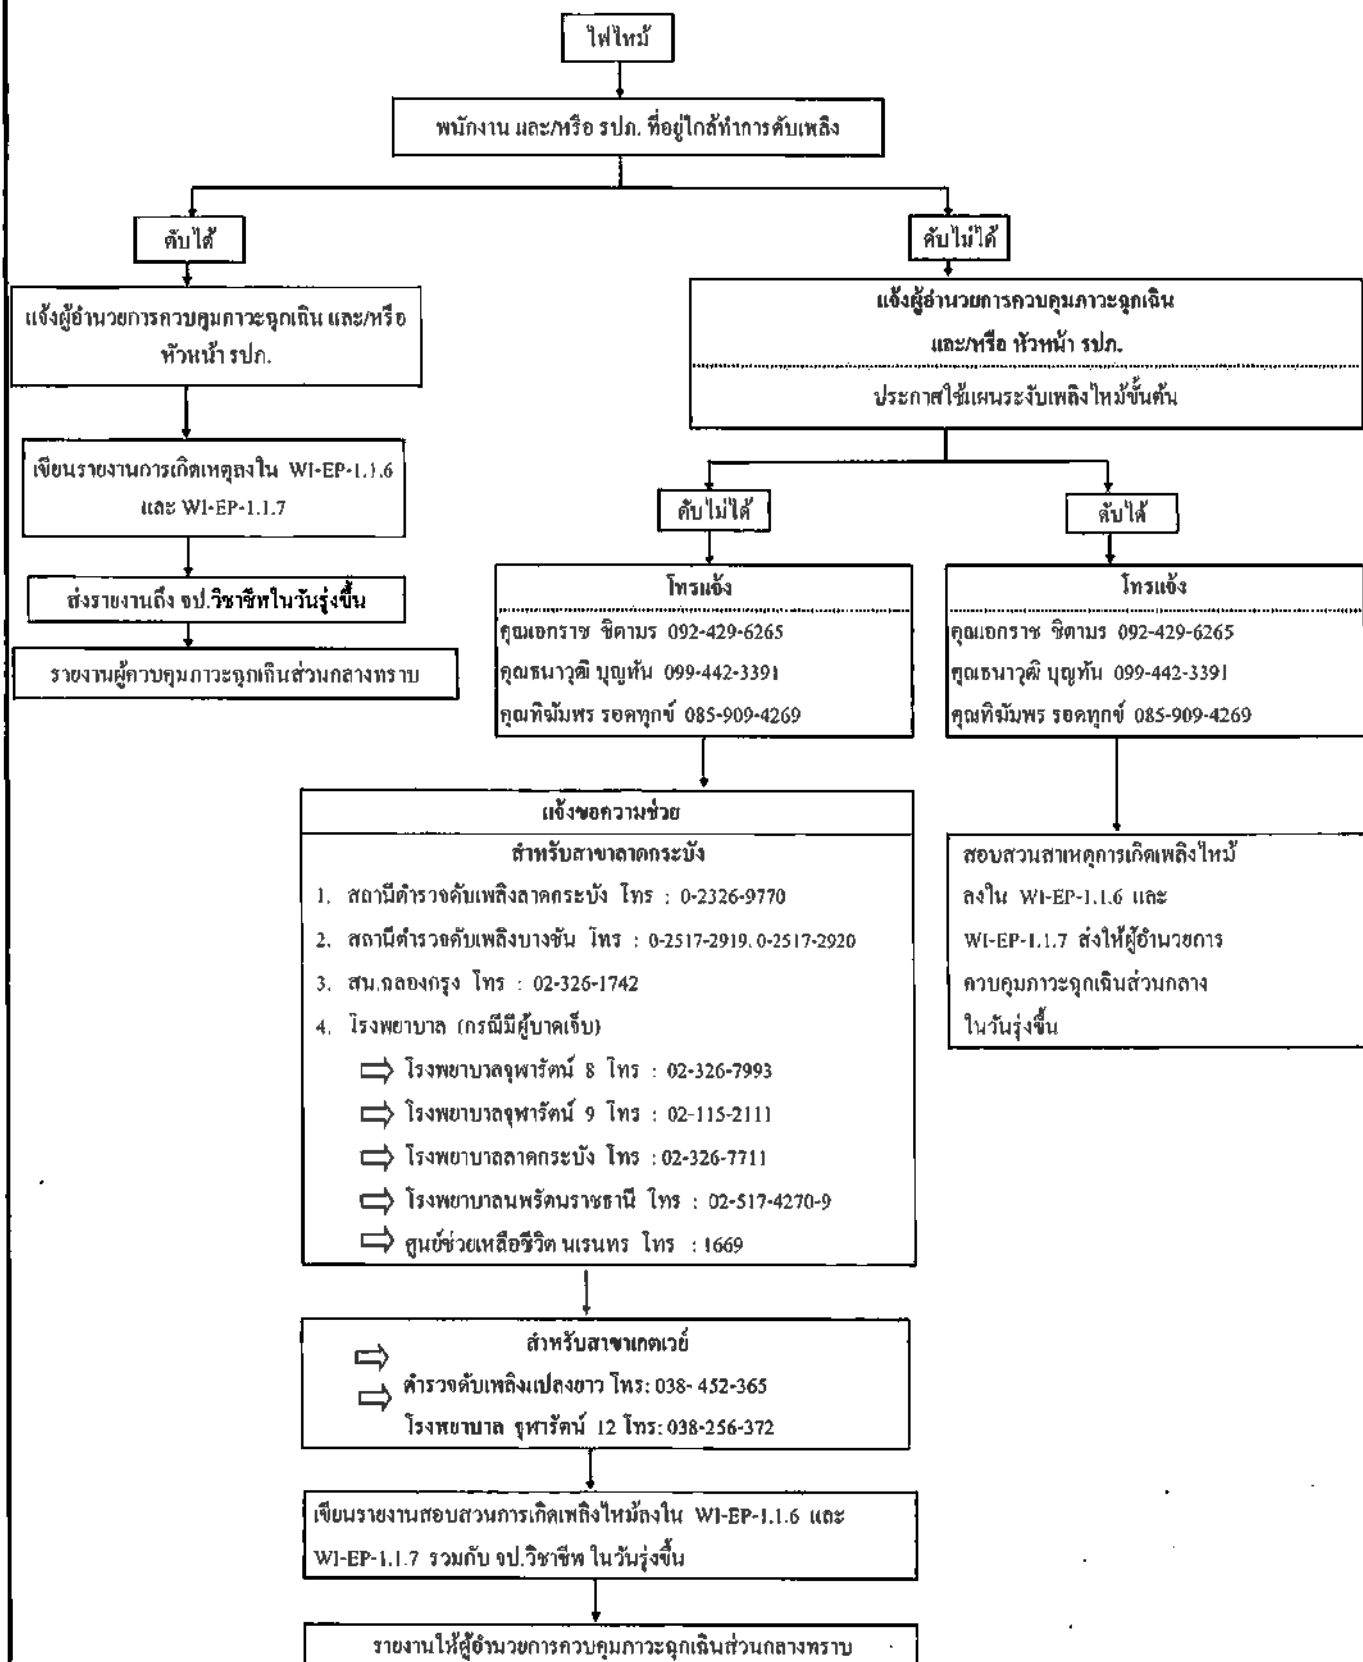 ไฟไหม้
พนักงาน และ/หรือ รปภ. ที่อยู่ใกล้ทำการดับเพลิง
ดับได้
ดับไม่ได้
แจ้งผู้อำนวยการควบคุมภาวะฉุกเฉิน และ/หรือ
หัวหน้า รปภ.
เขียนรายงานการเกิดเหตุลงใน WI-EP-1.1.6
และ WI-EP-1.1.7
ส่งรายงานถึง จป.วิชาชีพในวันรุ่งขึ้น
รายงานผู้ควบคุมภาวะฉุกเฉินส่วนกลางทราบ
แจ้งผู้อำนวยการควบคุมภาวะฉุกเฉิน
และ/หรือ หัวหน้า รปภ.
ประกาศใช้แผนระงับเพลิงไหม้ขั้นต้น
ดับไม่ได้
ดับได้
โทรแจ้ง
คุณเอกราช ชิตามร 092-429-6265
คุณธนาวุฒิ บุญทัน 099-442-3391
คุณทิฆัมพร รอดทุกข์ 085-909-4269
โทรแจ้ง
คุณเอกราช ชิตามร 092-429-6265
คุณธนาวุฒิ บุญทัน 099-442-3391
คุณทิฆัมพร รอดทุกข์ 085-909-4269
แจ้งขอความช่วย
สำหรับสาขาลาดกระบัง
1. สถานีตำรวจดับเพลิงลาดกระบัง โทร : 0-2326-9770
2. สถานีตำรวจดับเพลิงบางชัน โทร : 0-2517-2919, 0-2517-2920
3. สน.ฉลองกรุง โทร : 02-326-1742
4. โรงพยาบาล (กรณีมีผู้บาดเจ็บ)
โรงพยาบาลจุฬารัตน์ 8 โทร : 02-326-7993
โรงพยาบาลจุฬารัตน์ 9 โทร : 02-115-2111
โรงพยาบาลลาดกระบัง โทร : 02-326-7711
โรงพยาบาลนพรัตนราชธานี โทร : 02-517-4270-9
ศูนย์ช่วยเหลือชีวิต นเรนทร โทร : 1669
สอบสวนสาเหตุการเกิดเพลิงไหม้
ลงใน WI-EP-1.1.6 และ
WI-EP-1.1.7 ส่งให้ผู้อำนวยการ
ควบคุมภาวะฉุกเฉินส่วนกลาง
ในวันรุ่งขึ้น
สำหรับสาขาเกตเวย์
ตำรวจดับเพลิงแปลงยาว โทร: 038- 452-365
โรงพยาบาล จุฬารัตน์ 12 โทร: 038-256-372
เขียนรายงานสอบสวนการเกิดเพลิงไหม้ลงใน WI-EP-1.1.6 และ
WI-EP-1.1.7 รวมกับ จป.วิชาชีพ ในวันรุ่งขึ้น
รายงานให้ผู้อำนวยการควบคุมภาวะฉุกเฉินส่วนกลางทราบ